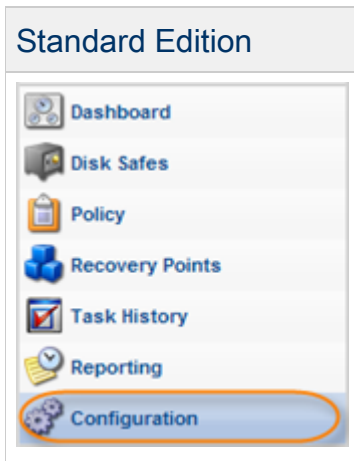 Standard Edition
Dashboard
Disk Safes
Policy
Recovery Points
Task History
Reporting
Configuration